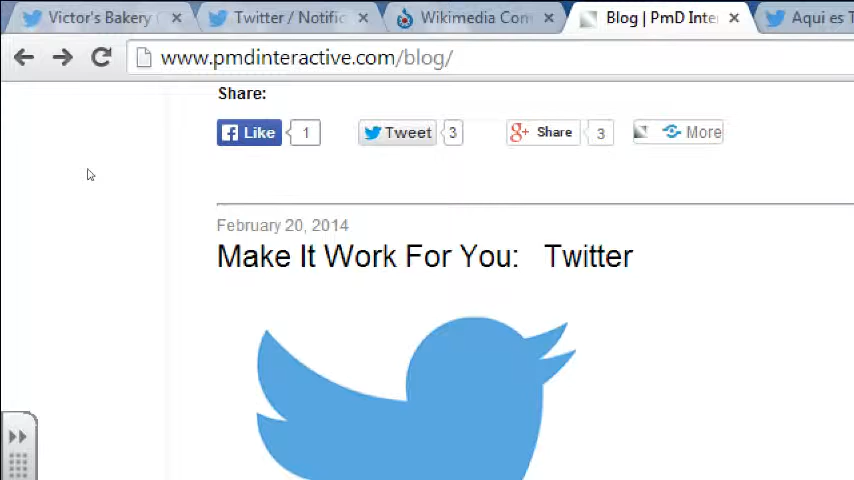 Victor's Bakery
Twitter / Notific
Wikimedia Com
Blog | PmD Inte
Aqui es T
www.pmdinteractive.com/blog/
Share:
Like 1 Tweet 3 Share 3 More
February 20, 2014
Make It Work For You: Twitter